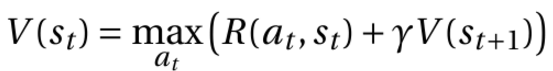 V(s_t) = max_{a_t} (R(a_t, s_t) + γV(s_{t+1}))